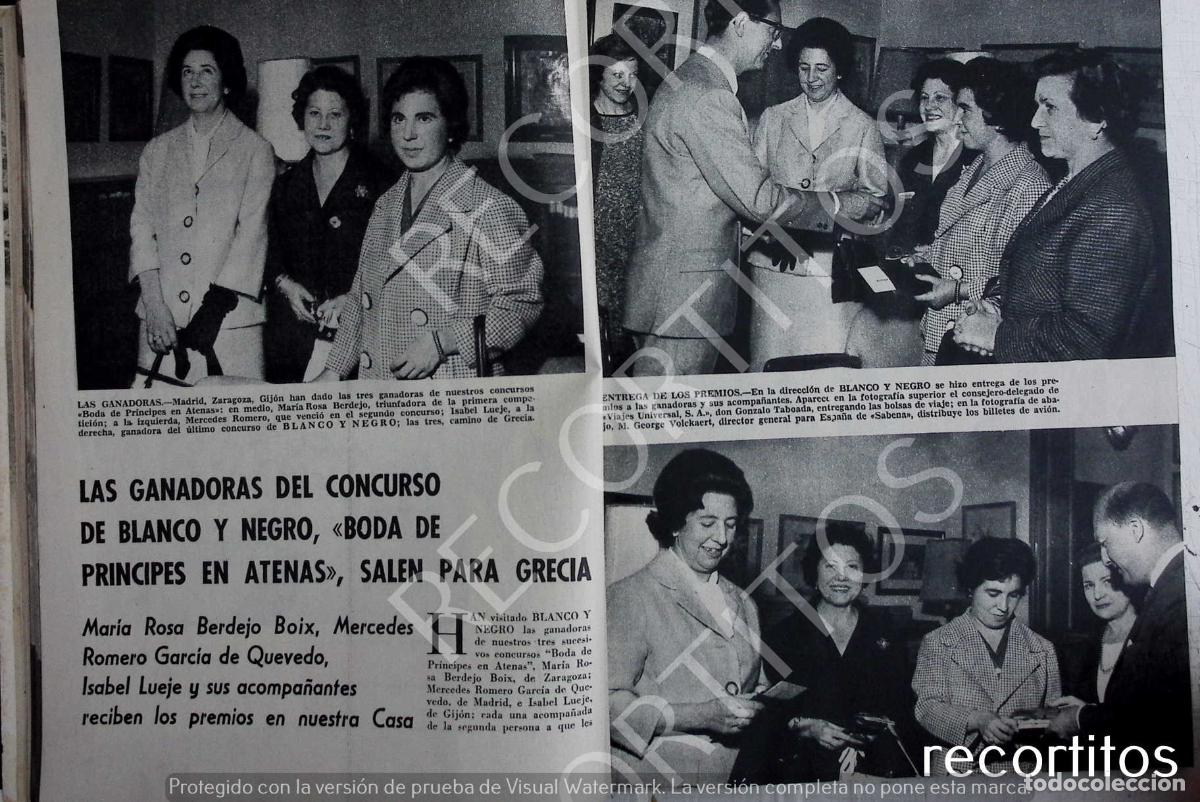 LAS GANADORAS.—Madrid, Zaragoza, Gijón han dado las tres ganadoras de nuestros concursos
«Boda de Príncipes en Atenas»: en medio, María Rosa Berdejo, triunfadora de la primera compe-
tición; a la izquierda, Mercedes Romero, que venció en el segundo concurso; Isabel Lueje, a la
derecha, ganadora del último concurso de BLANCO Y NEGRO; las tres, camino de Grecia.
ENTREGA DE LOS PREMIOS.—En la dirección de BLANCO Y NEGRO se hizo entrega de los pre-
mios a las ganadoras y sus acompañantes. Aparecen en la fotografía superior el consejero-delegado de
«Viajes Universal, S. A.», don Gonzalo Taboada, entregando las bolsas de viaje; en la fotografía de aba-
jo, M. George Volckaert, director general para España de «Sabena», distribuye los billetes de avión.
LAS GANADORAS DEL CONCURSO
DE BLANCO Y NEGRO, «BODA DE
PRINCIPES EN ATENAS», SALEN PARA GRECIA
María Rosa Berdejo Boix, Mercedes
Romero García de Quevedo,
Isabel Lueje y sus acompañantes
reciben los premios en nuestra Casa
HAN visitado BLANCO Y
NEGRO las ganadoras
de nuestros tres sucesi-
vos concursos "Boda de
Príncipes en Atenas", María Ro-
sa Berdejo Boix, de Zaragoza;
Mercedes Romero García de Que-
vedo, de Madrid, e Isabel Lueje,
de Gijón; cada una acompañada
de la segunda persona a que les
RECORTITOS
RECORTITOS
RECORTITOS
recortitos
todocoleccion
Protegido con la versión de prueba de Visual Watermark. La versión completa no pone esta marca.